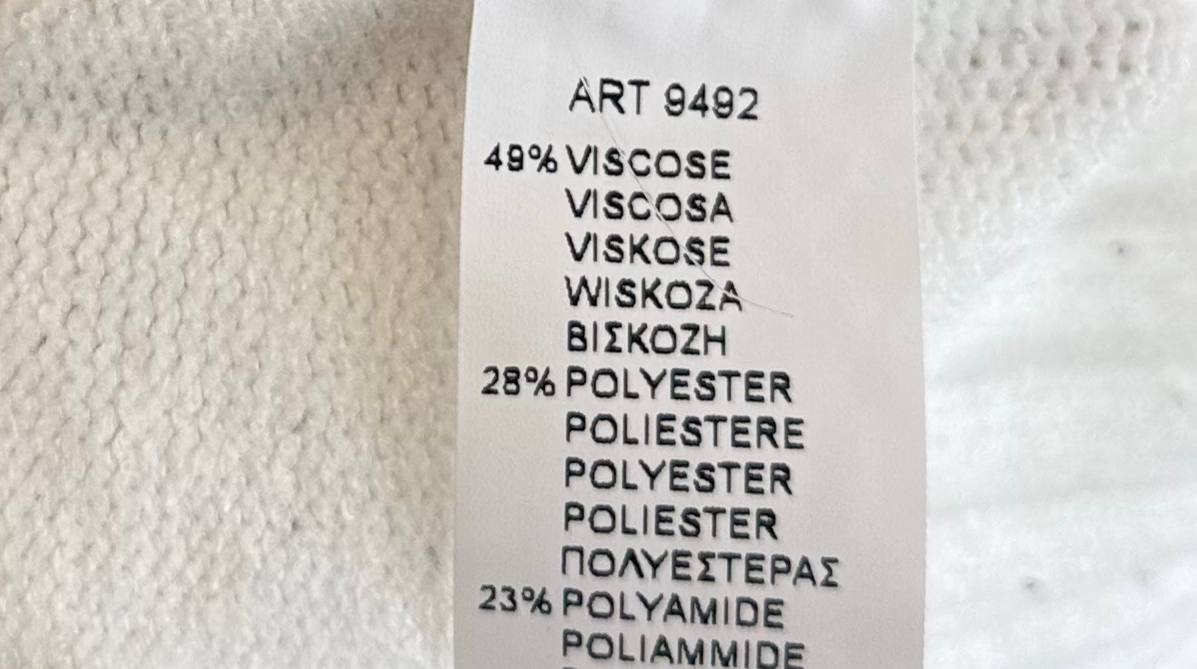 ART 9492
49% VISCOSE
VISCOSA
VISKOSE
WISKOZA
ΒΙΣΚΟΖΗ
28% POLYESTER
POLIESTERE
POLYESTER
POLIESTER
ΠΟΛΥΕΣΤΕΡΑΣ
23% POLYAMIDE
POLIAMMIDE